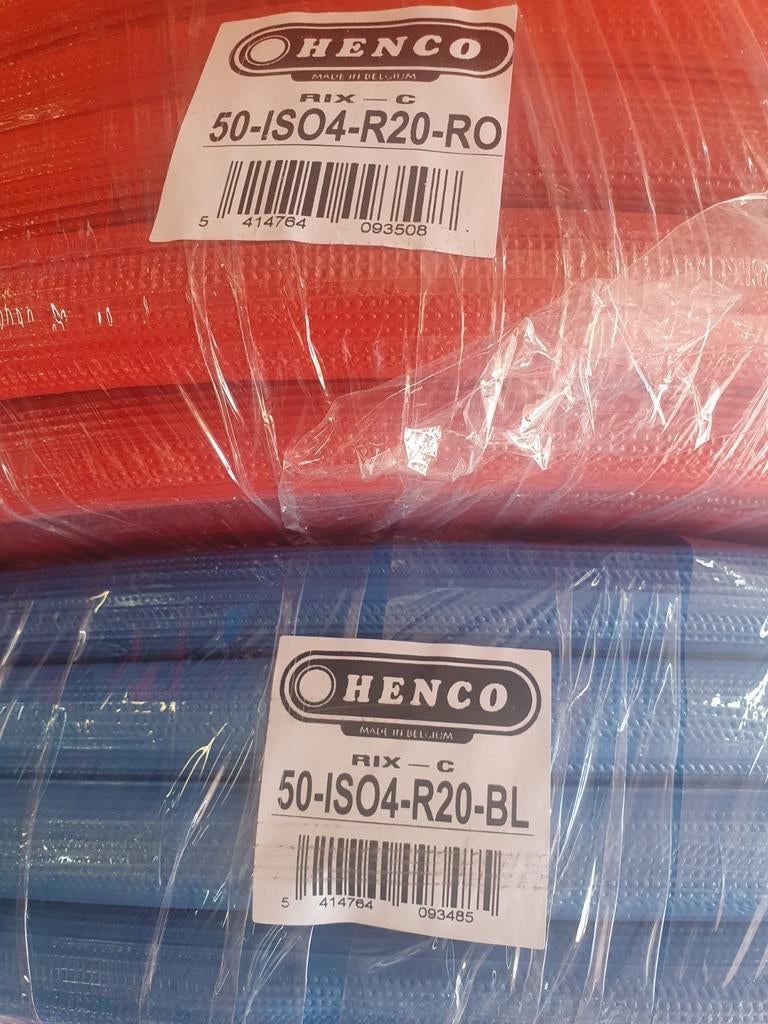 HENCO
MADE IN BELGIUM
RIX - C
50-ISO4-R20-RO
5 414764 093508
HENCO
MADE IN BELGIUM
RIX - C
50-ISO4-R20-BL
5 414764 093485